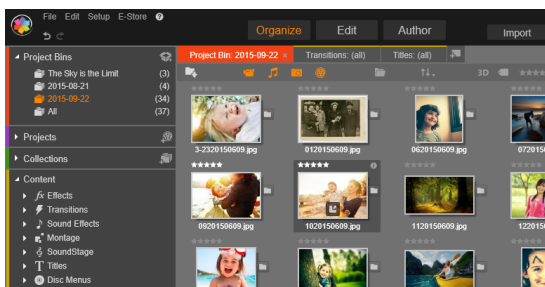 File Edit Setup E-Store ?
Organize Edit Author Import
Project Bins
The Sky is the Limit (3)
2015-08-21 (4)
2015-09-22 (34)
All (37)
Projects
Collections
Content
fx Effects
Transitions
Sound Effects
Montage
SoundStage
T Titles
Disc Menus
Project Bin: 2015-09-22 × Transitions: (all) Titles: (all)
3D
3-2320150609.jpg 0120150609.jpg 0620150609.jpg 0720150
0920150609.jpg 1020150609.jpg 1120150609.jpg 12201506